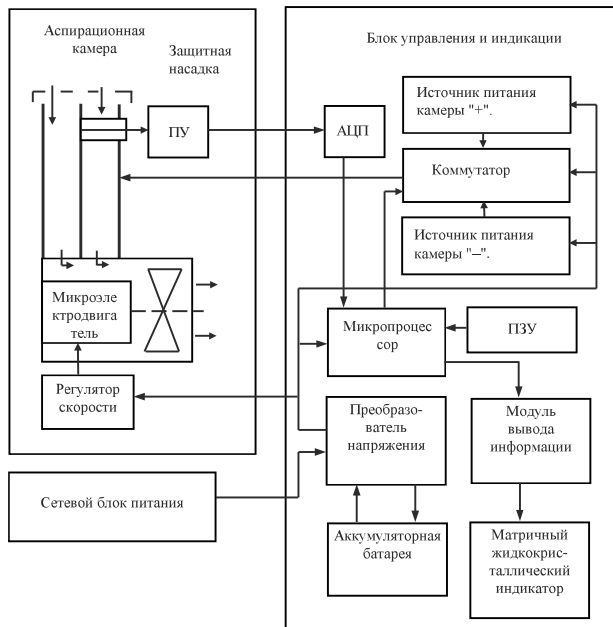 Аспирационная
камера
Защитная
насадка
Блок управления и индикации
ПУ
АЦП
Источник питания
камеры "+".
Коммутатор
Источник питания
камеры "–".
Микроэле
ктродвига
тель
Микропроцес
сор
ПЗУ
Регулятор
скорости
Преобразо-
ватель
напряжения
Модуль
вывода
информации
Сетевой блок питания
Аккумуляторная
батарея
Матричный
жидкокрис-
таллический
индикатор